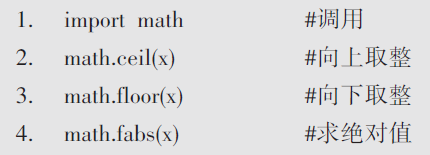 1. import math #调用
2. math.ceil(x) #向上取整
3. math.floor(x) #向下取整
4. math.fabs(x) #求绝对值